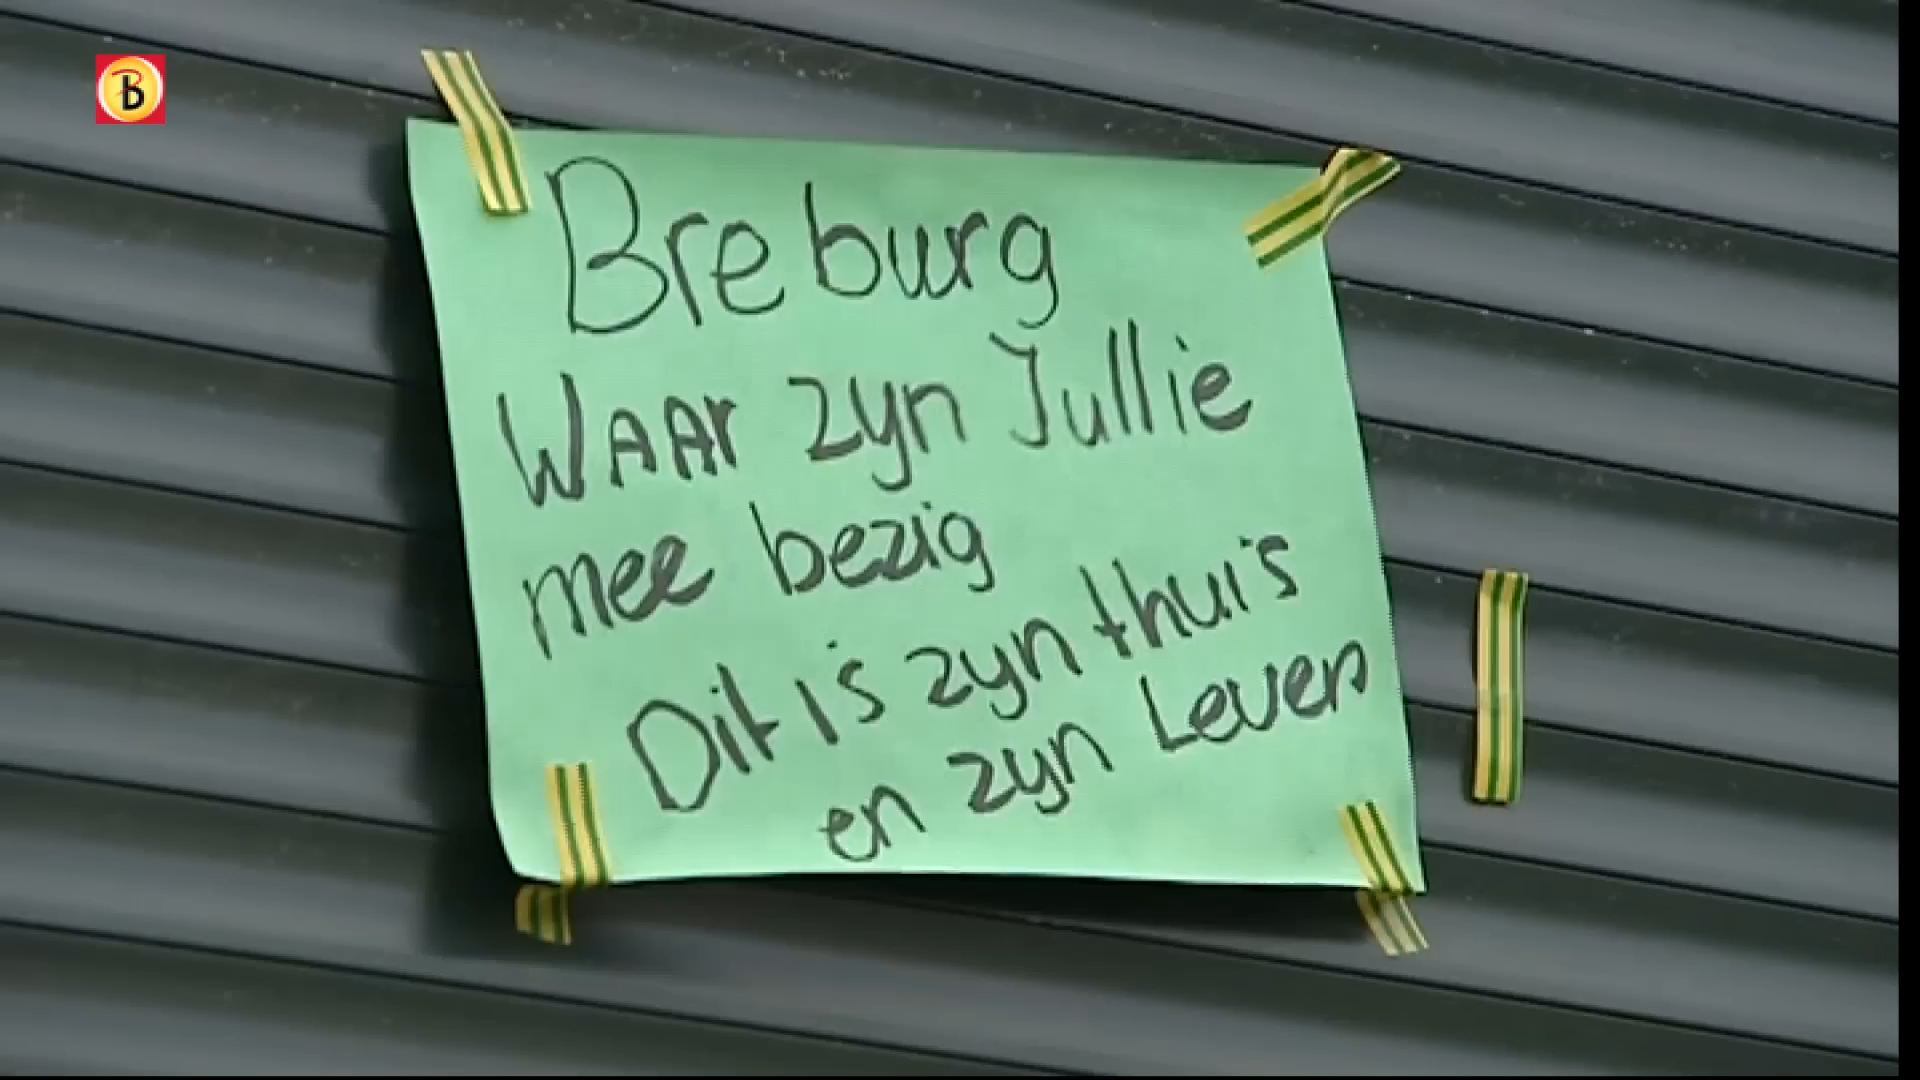 B
Breburg
WAAr zyn Jullie
mee bezig
Dit is zyn thuis
en zyn Leven